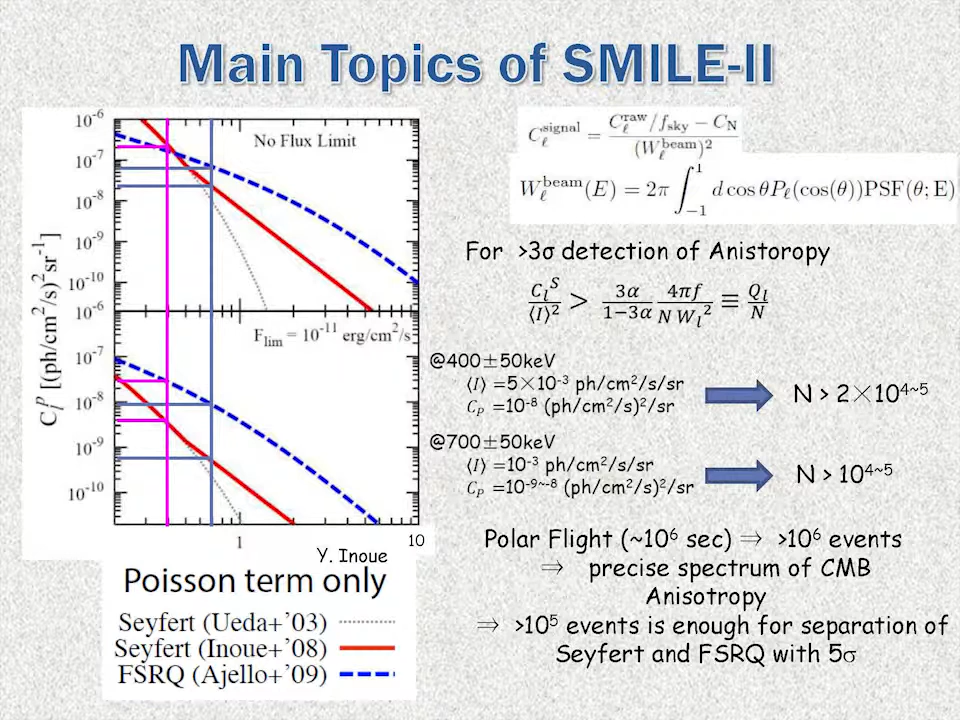 Main Topics of SMILE-II
10⁻⁶
No Flux Limit
10⁻⁷
10⁻⁸
10⁻⁹
10⁻¹⁰
10⁻⁶
F_lim = 10⁻¹¹ erg/cm²/s
10⁻⁷
10⁻⁸
10⁻⁹
10⁻¹⁰
C_l^P [(ph/cm²/s)² sr⁻¹]
1
10
Y. Inoue
Poisson term only
Seyfert (Ueda+'03)
Seyfert (Inoue+'08)
FSRQ (Ajello+'09)
C_ℓ^signal = (C_ℓ^raw/f_sky − C_N) / (W_ℓ^beam)²
W_ℓ^beam(E) = 2π ∫_{−1}^{1} d cos θP_ℓ(cos(θ))PSF(θ; E)
For >3σ detection of Anistoropy
C_l^S / ⟨I⟩² > 3α/(1−3α) 4πf/(N W_l²) ≡ Q_l/N
@400±50keV
⟨I⟩ =5×10⁻³ ph/cm²/s/sr
C_P =10⁻⁸ (ph/cm²/s)²/sr
N > 2×10⁴~⁵
@700±50keV
⟨I⟩ =10⁻³ ph/cm²/s/sr
C_P =10⁻⁹~⁻⁸ (ph/cm²/s)²/sr
N > 10⁴~⁵
Polar Flight (~10⁶ sec) ⇒ >10⁶ events
⇒ precise spectrum of CMB
Anisotropy
⇒ >10⁵ events is enough for separation of
Seyfert and FSRQ with 5σ